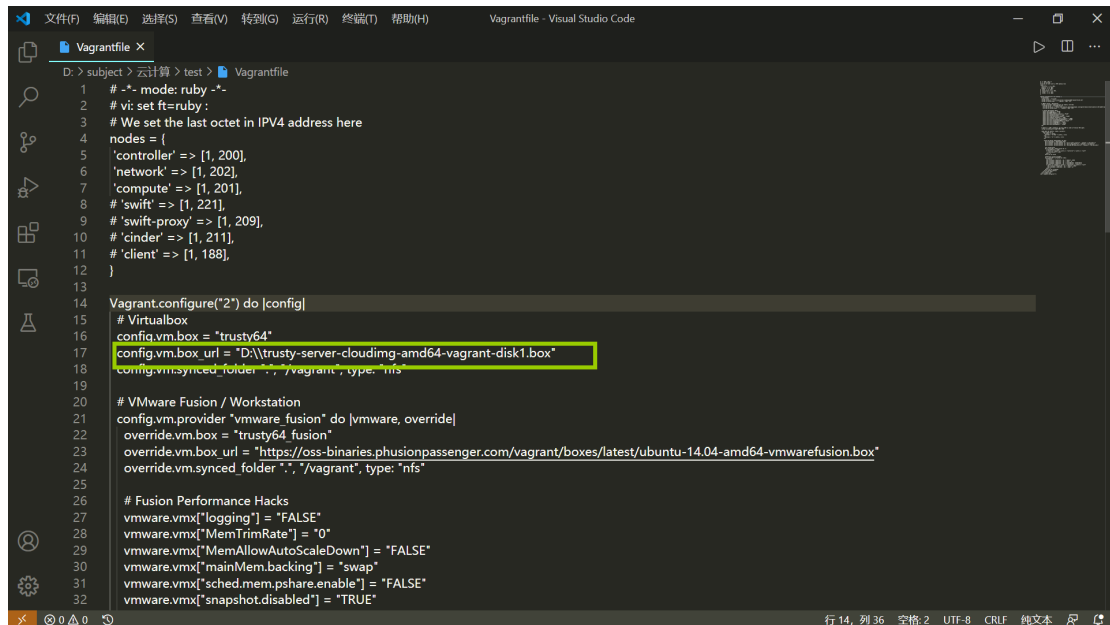 文件(F) 编辑(E) 选择(S) 查看(V) 转到(G) 运行(R) 终端(T) 帮助(H) Vagrantfile - Visual Studio Code
Vagrantfile
D: > subject > 云计算 > test > Vagrantfile
1 # -*- mode: ruby -*-
2 # vi: set ft=ruby :
3 # We set the last octet in IPV4 address here
4 nodes = {
5 'controller' => [1, 200],
6 'network' => [1, 202],
7 'compute' => [1, 201],
8 # 'swift' => [1, 221],
9 # 'swift-proxy' => [1, 209],
10 # 'cinder' => [1, 211],
11 # 'client' => [1, 188],
12 }
13
14 Vagrant.configure("2") do |config|
15 # Virtualbox
16 config.vm.box = "trusty64"
17 config.vm.box_url = "D:\\trusty-server-cloudimg-amd64-vagrant-disk1.box"
18 config.vm.synced_folder ".", "/vagrant", type: "nfs"
19
20 # VMware Fusion / Workstation
21 config.vm.provider "vmware_fusion" do |vmware, override|
22 override.vm.box = "trusty64_fusion"
23 override.vm.box_url = "https://oss-binaries.phusionpassenger.com/vagrant/boxes/latest/ubuntu-14.04-amd64-vmwarefusion.box"
24 override.vm.synced_folder ".", "/vagrant", type: "nfs"
25
26 # Fusion Performance Hacks
27 vmware.vmx["logging"] = "FALSE"
28 vmware.vmx["MemTrimRate"] = "0"
29 vmware.vmx["MemAllowAutoScaleDown"] = "FALSE"
30 vmware.vmx["mainMem.backing"] = "swap"
31 vmware.vmx["sched.mem.pshare.enable"] = "FALSE"
32 vmware.vmx["snapshot.disabled"] = "TRUE"
0 0 行 14, 列 36 空格: 2 UTF-8 CRLF 纯文本